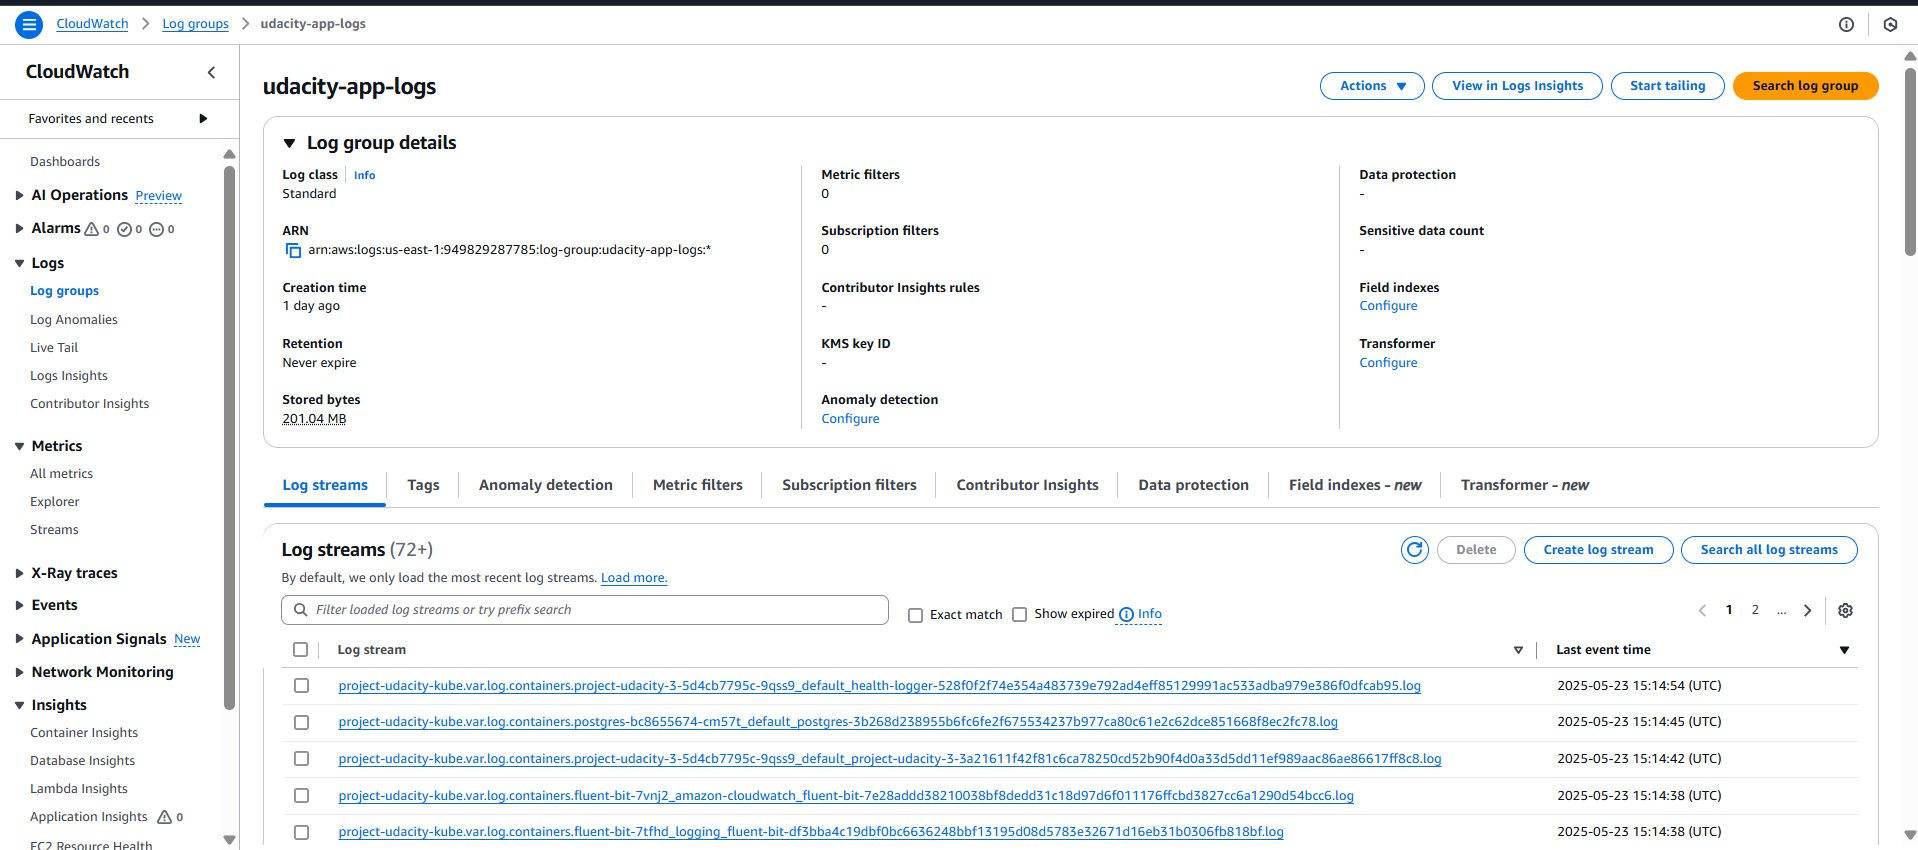 CloudWatch > Log groups > udacity-app-logs
CloudWatch
Favorites and recents
Dashboards
AI Operations Preview
Alarms 0 0 0
Logs
Log groups
Log Anomalies
Live Tail
Logs Insights
Contributor Insights
Metrics
All metrics
Explorer
Streams
X-Ray traces
Events
Application Signals New
Network Monitoring
Insights
Container Insights
Database Insights
Lambda Insights
Application Insights 0
EC2 Resource Health
udacity-app-logs
Actions View in Logs Insights Start tailing Search log group
Log group details
Log class Info
Standard
ARN
arn:aws:logs:us-east-1:949829287785:log-group:udacity-app-logs:*
Creation time
1 day ago
Retention
Never expire
Stored bytes
201.04 MB
Metric filters
0
Subscription filters
0
Contributor Insights rules
-
KMS key ID
-
Anomaly detection
Configure
Data protection
-
Sensitive data count
-
Field indexes
Configure
Transformer
Configure
Log streams Tags Anomaly detection Metric filters Subscription filters Contributor Insights Data protection Field indexes - new Transformer - new
Log streams (72+)
Delete Create log stream Search all log streams
By default, we only load the most recent log streams. Load more.
Filter loaded log streams or try prefix search Exact match Show expired Info 1 2 ...
Log stream Last event time
project-udacity-kube.var.log.containers.project-udacity-3-5d4cb7795c-9qss9_default_health-logger-528f0f2f74e354a483739e792ad4eff85129991ac533adba979e386f0dfcab95.log 2025-05-23 15:14:54 (UTC)
project-udacity-kube.var.log.containers.postgres-bc8655674-cm57t_default_postgres-3b268d238955b6fc6fe2f675534237b977ca80c61e2c62dce851668f8ec2fc78.log 2025-05-23 15:14:45 (UTC)
project-udacity-kube.var.log.containers.project-udacity-3-5d4cb7795c-9qss9_default_project-udacity-3-3a21611f42f81c6ca78250cd52b90f4d0a33d5dd11ef989aac86ae86617ff8c8.log 2025-05-23 15:14:42 (UTC)
project-udacity-kube.var.log.containers.fluent-bit-7vnj2_amazon-cloudwatch_fluent-bit-7e28addd38210038bf8dedd31c18d97d6f011176ffcbd3827cc6a1290d54bcc6.log 2025-05-23 15:14:38 (UTC)
project-udacity-kube.var.log.containers.fluent-bit-7tfhd_logging_fluent-bit-df3bba4c19dbf0bc6636248bbf13195d08d5783e32671d16eb31b0306fb818bf.log 2025-05-23 15:14:38 (UTC)